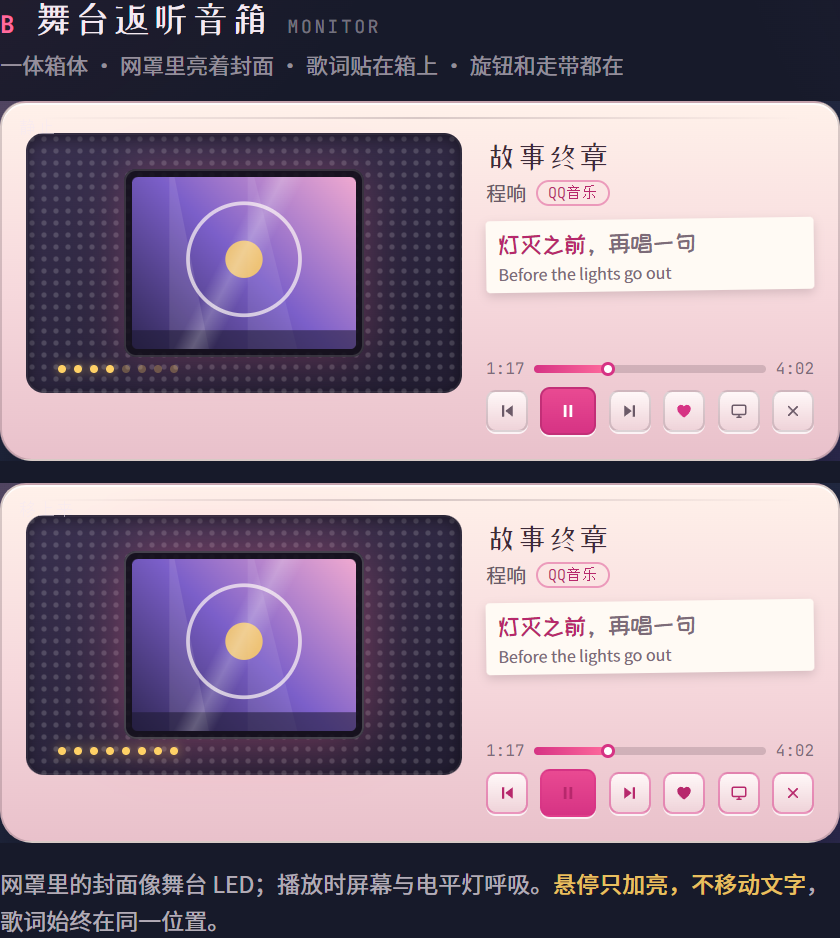 B 舞台返听音箱 MONITOR
一体箱体 • 网罩里亮着封面 • 歌词贴在箱上 • 旋钮和走带都在
故事终章
程响 QQ音乐
灯灭之前，再唱一句
Before the lights go out
1:17 4:02
故事终章
程响 QQ音乐
灯灭之前，再唱一句
Before the lights go out
1:17 4:02
网罩里的封面像舞台 LED；播放时屏幕与电平灯呼吸。悬停只加亮，不移动文字，
歌词始终在同一位置。